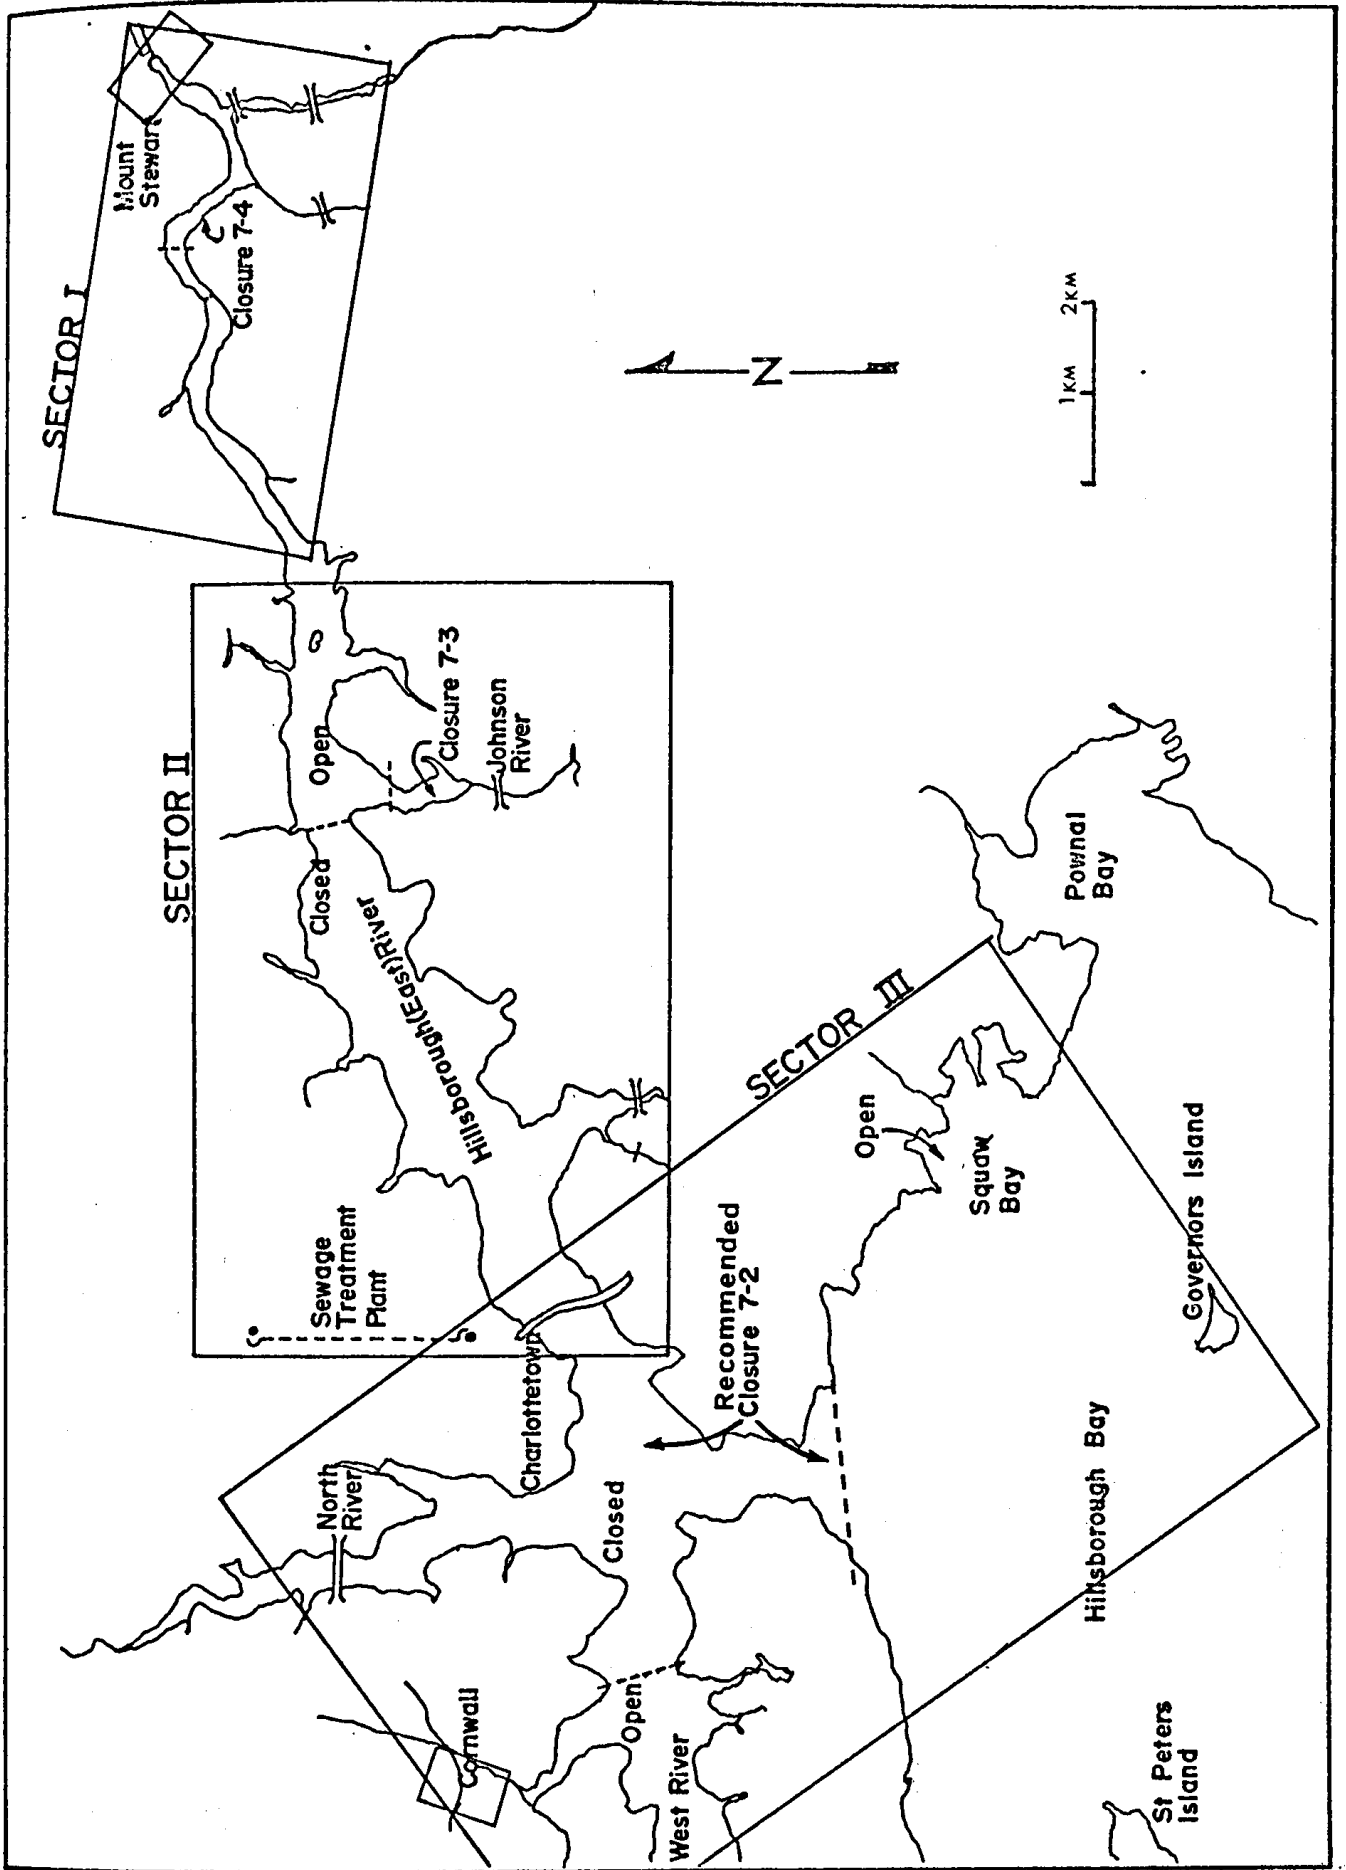 SECTOR I
Mount
Stewart
Closure 7-4
SECTOR II
Open
Closure 7-3
Johnson
River
Closed
Hillsborough(East)River
Sewage
Treatment
Plant
Charlottetown
North
River
Closed
Cornwall
Open
West River
SECTOR III
Recommended
Closure 7-2
Open
Squaw
Bay
Pownal
Bay
Governors Island
Hillsborough Bay
St Peters
Island
N
1KM
2KM